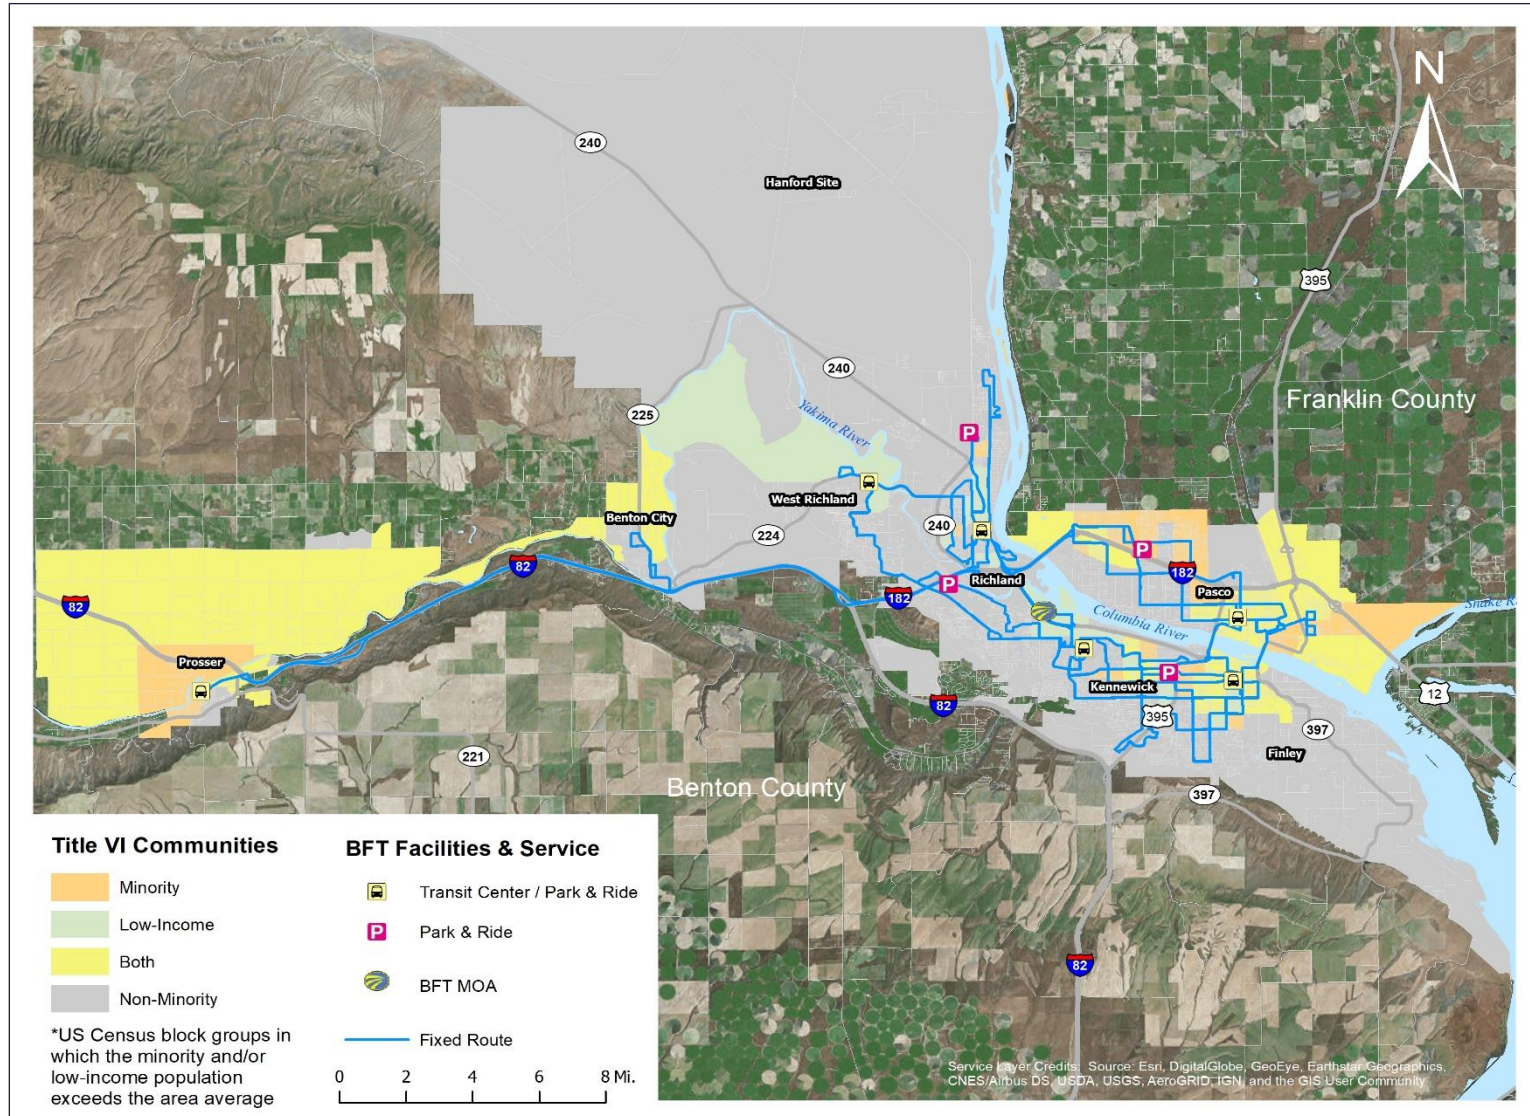 N
240
Hanford Site
395
240
Franklin County
225
Yakima River
West Richland
Benton City
240
224
82
182
Richland
182
Pasco
82
Columbia River
Prosser
Kennewick
12
82
395
397
Finley
221
Benton County
397
82
Title VI Communities
Minority
Low-Income
Both
Non-Minority
*US Census block groups in
which the minority and/or
low-income population
exceeds the area average
BFT Facilities & Service
Transit Center / Park & Ride
P
Park & Ride
BFT MOA
Fixed Route
0 2 4 6 8 Mi.
Service Layer Credits: Source: Esri, DigitalGlobe, GeoEye, Earthstar Geographics,
CNES/Airbus DS, USDA, USGS, AeroGRID, IGN, and the GIS User Community
P
P
P
P
Snake